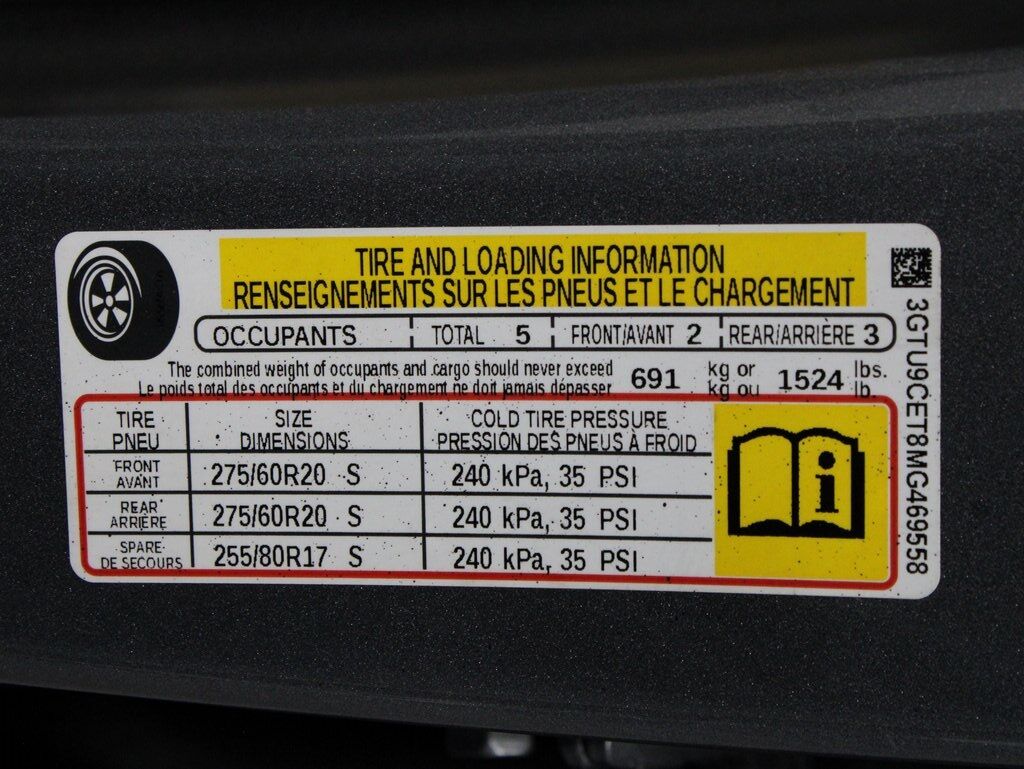 TIRE AND LOADING INFORMATION
RENSEIGNEMENTS SUR LES PNEUS ET LE CHARGEMENT
OCCUPANTS TOTAL 5 FRONT/AVANT 2 REAR/ARRIÈRE 3
The combined weight of occupants and cargo should never exceed 691 kg or 1524 lbs.
Le poids total des occupants et du chargement ne doit jamais dépasser kg ou lb.
TIRE SIZE COLD TIRE PRESSURE
PNEU DIMENSIONS PRESSION DES PNEUS À FROID
FRONT
AVANT 275/60R20 S 240 kPa, 35 PSI
REAR
ARRIÈRE 275/60R20 S 240 kPa, 35 PSI
SPARE
DE SECOURS 255/80R17 S 240 kPa, 35 PSI
3GTU9CET8MG469558